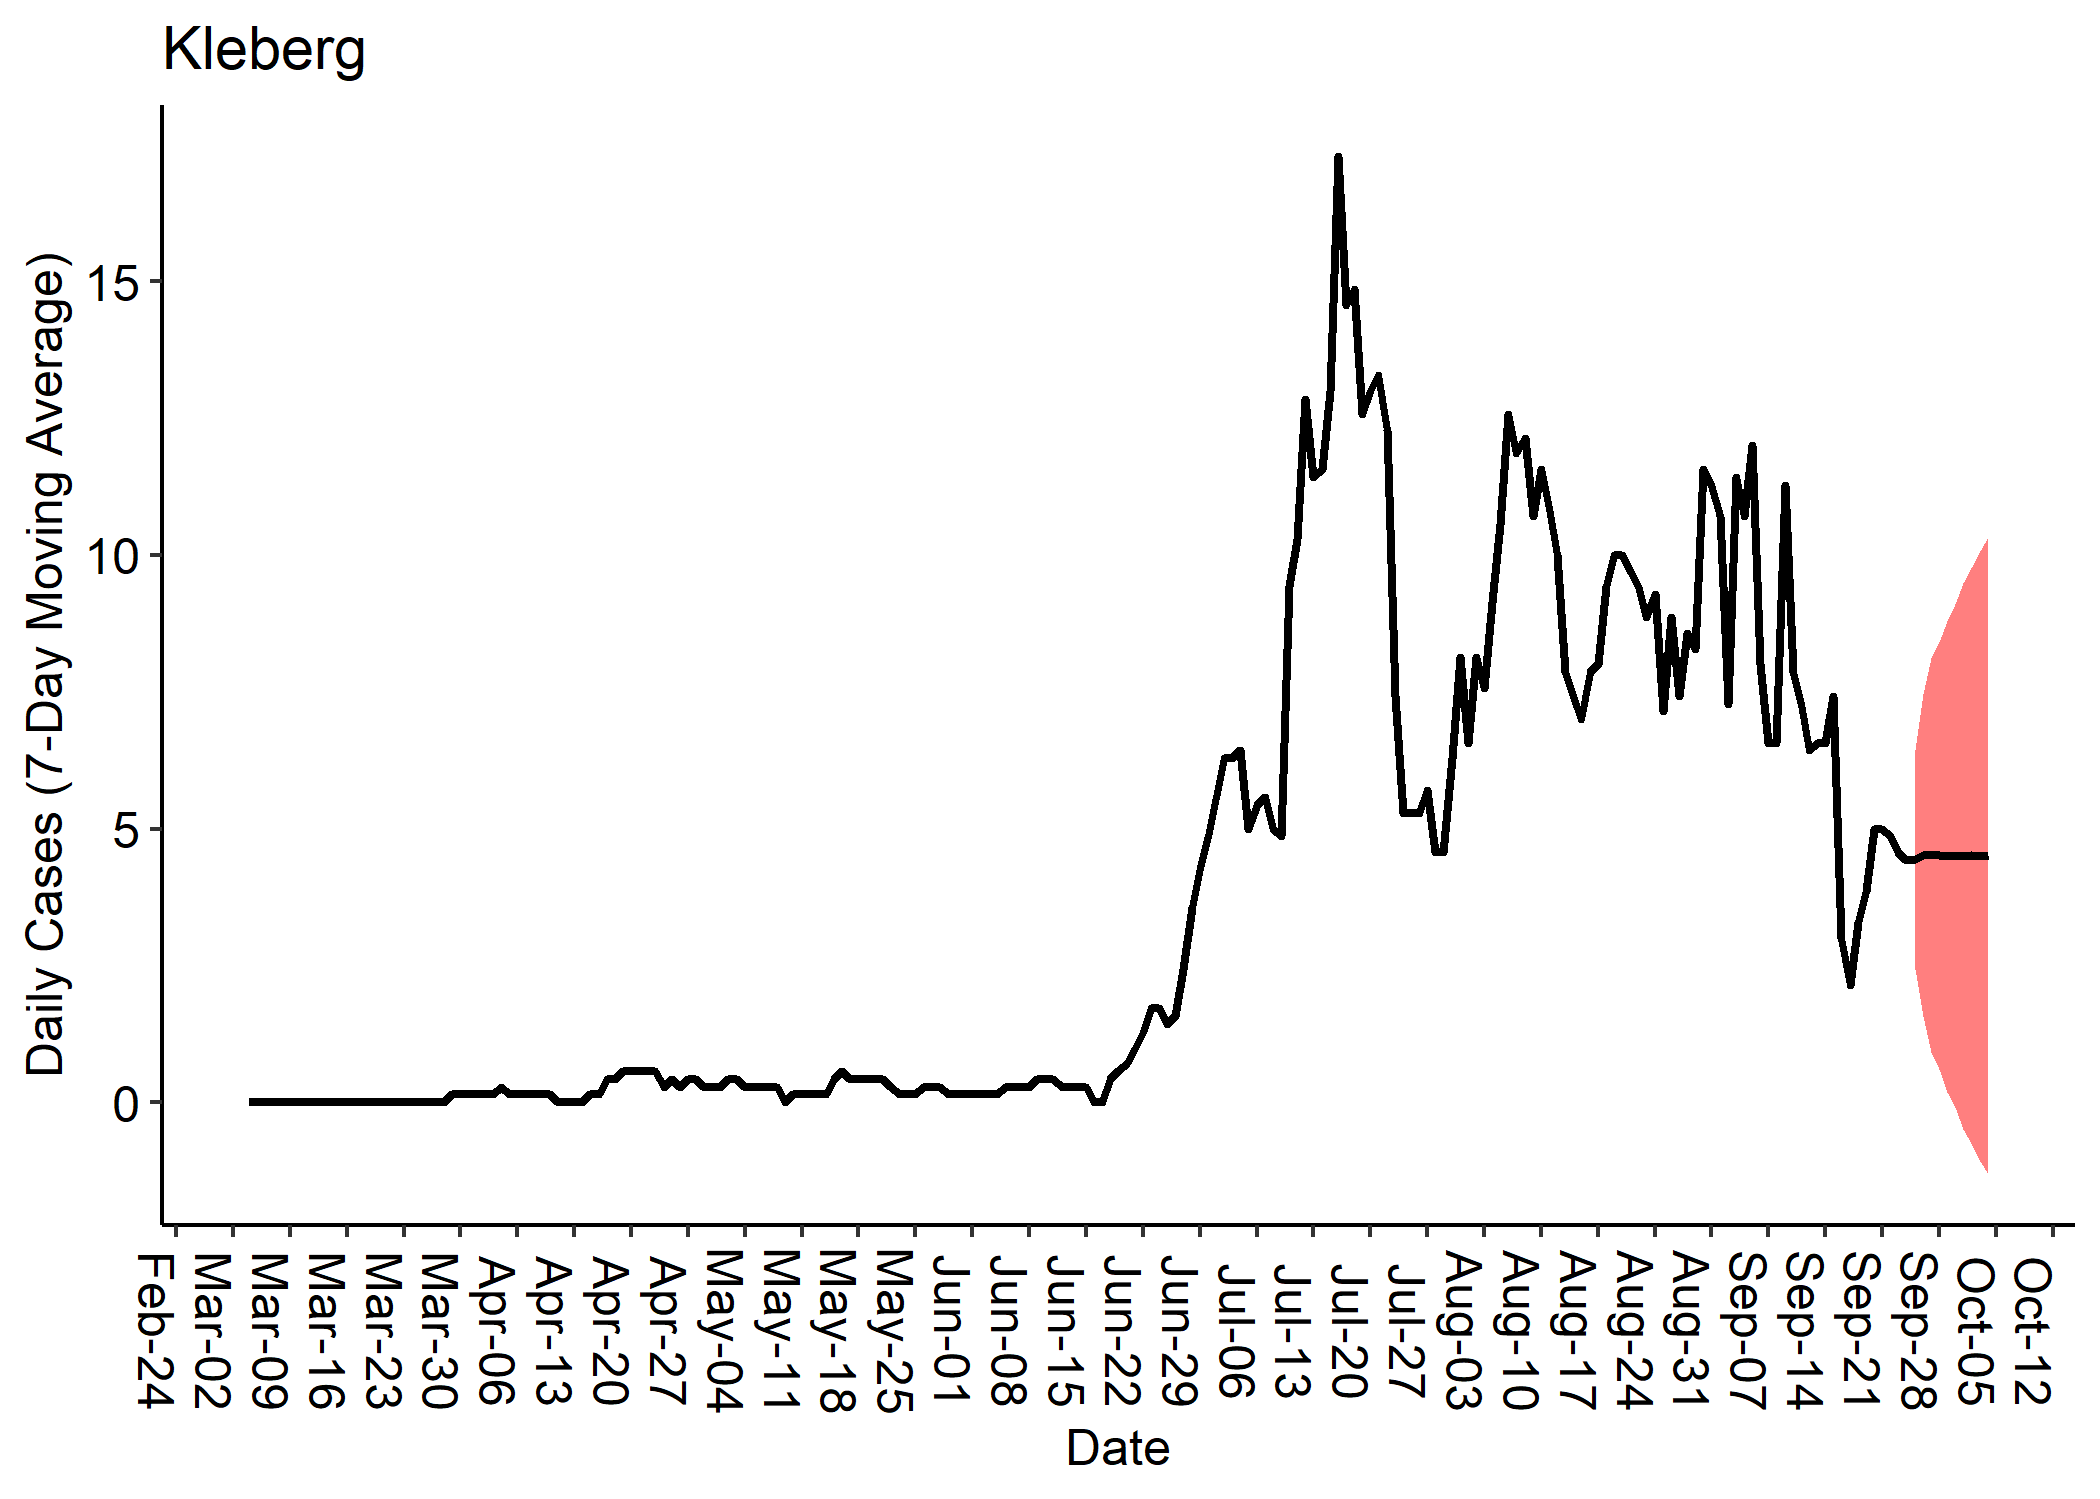 Kleberg
Daily Cases (7-Day Moving Average)
15
10
5
0
Feb-24
Mar-02
Mar-09
Mar-16
Mar-23
Mar-30
Apr-06
Apr-13
Apr-20
Apr-27
May-04
May-11
May-18
May-25
Jun-01
Jun-08
Jun-15
Jun-22
Jun-29
Jul-06
Jul-13
Jul-20
Jul-27
Aug-03
Aug-10
Aug-17
Aug-24
Aug-31
Sep-07
Sep-14
Sep-21
Sep-28
Oct-05
Oct-12
Date